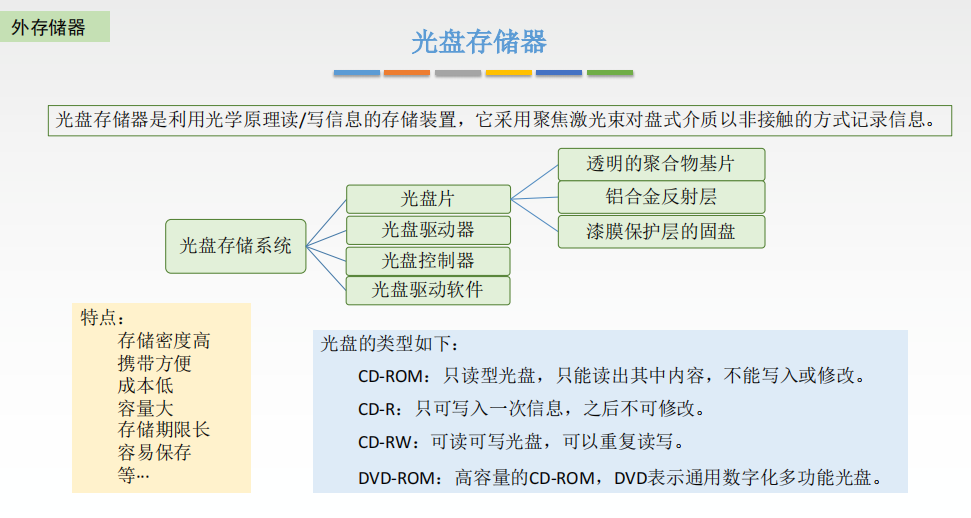 外存储器
光盘存储器
光盘存储器是利用光学原理读/写信息的存储装置，它采用聚焦激光束对盘式介质以非接触的方式记录信息。
光盘存储系统
光盘片
光盘驱动器
光盘控制器
光盘驱动软件
透明的聚合物基片
铝合金反射层
漆膜保护层的固盘
特点：
存储密度高
携带方便
成本低
容量大
存储期限长
容易保存
等…
光盘的类型如下：
CD-ROM：只读型光盘，只能读出其中内容，不能写入或修改。
CD-R：只可写入一次信息，之后不可修改。
CD-RW：可读可写光盘，可以重复读写。
DVD-ROM：高容量的CD-ROM，DVD表示通用数字化多功能光盘。